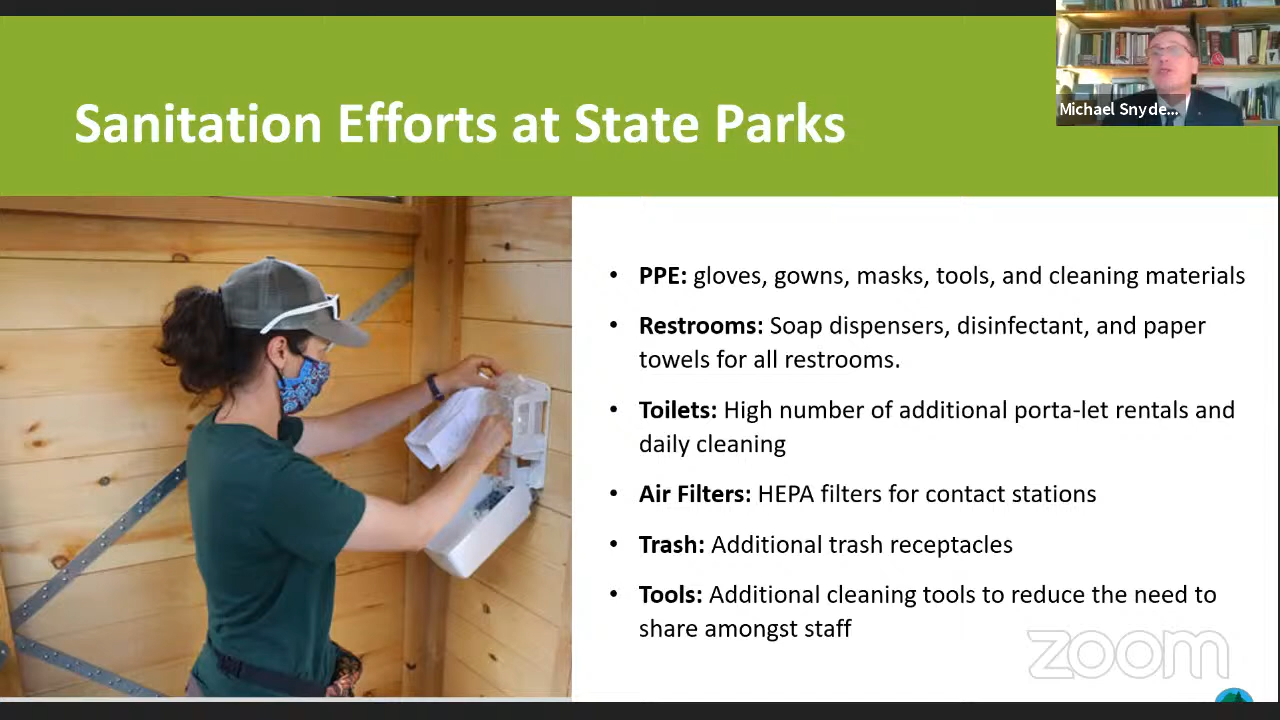 Sanitation Efforts at State Parks
Michael Snyde...
• PPE: gloves, gowns, masks, tools, and cleaning materials
• Restrooms: Soap dispensers, disinfectant, and paper
towels for all restrooms.
• Toilets: High number of additional porta-let rentals and
daily cleaning
• Air Filters: HEPA filters for contact stations
• Trash: Additional trash receptacles
• Tools: Additional cleaning tools to reduce the need to
share amongst staff
zoom